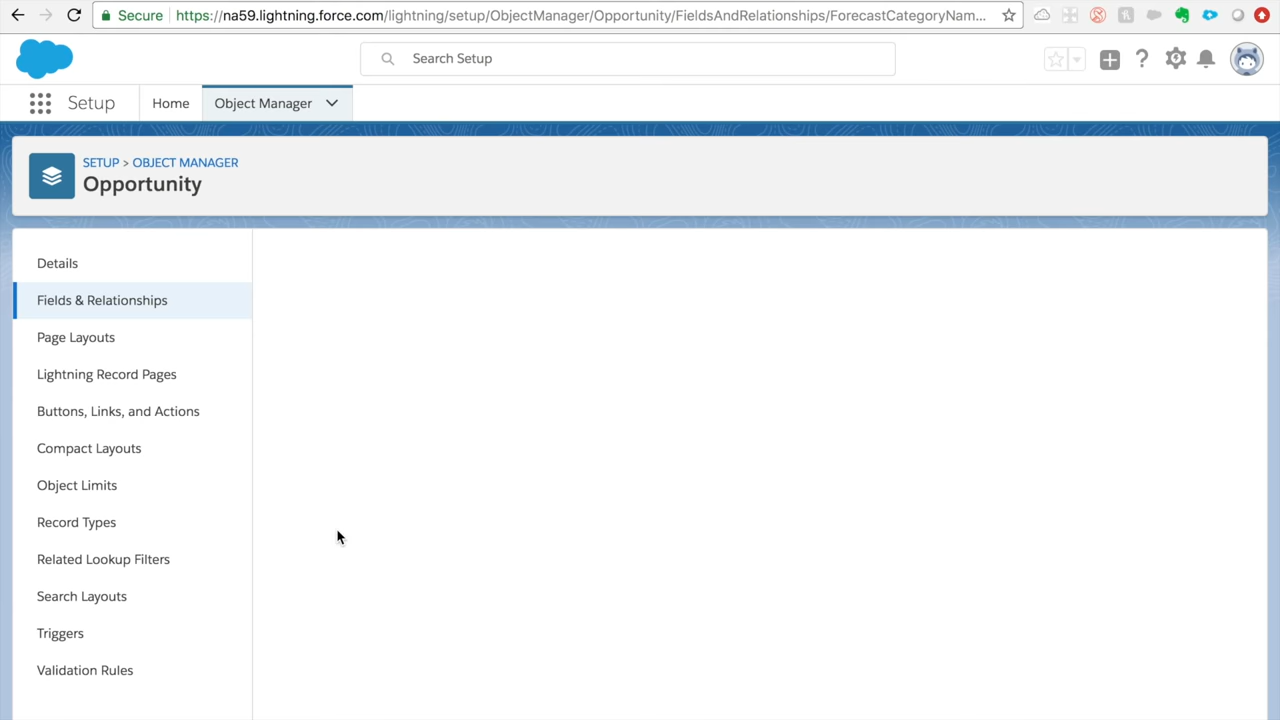 Secure https://na59.lightning.force.com/lightning/setup/ObjectManager/Opportunity/FieldsAndRelationships/ForecastCategoryNam...
Search Setup
Setup Home Object Manager
SETUP > OBJECT MANAGER
Opportunity
Details
Fields & Relationships
Page Layouts
Lightning Record Pages
Buttons, Links, and Actions
Compact Layouts
Object Limits
Record Types
Related Lookup Filters
Search Layouts
Triggers
Validation Rules